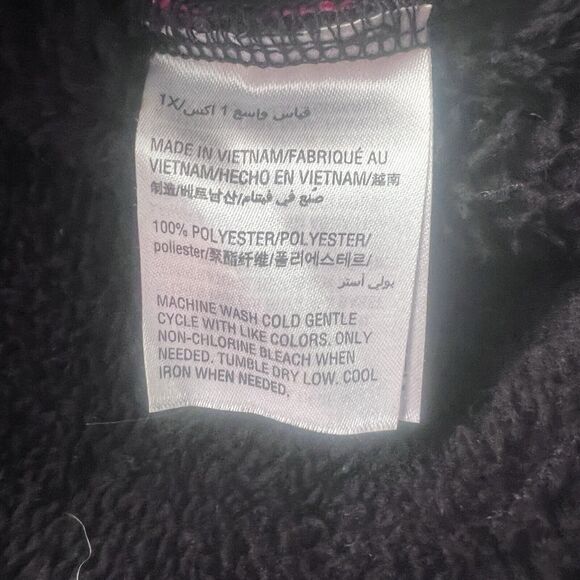 قياس واسع 1 اكس/1X
MADE IN VIETNAM/FABRIQUÉ AU
VIETNAM/HECHO EN VIETNAM/越南
制造/베트남산/صُنع في فيتنام
100% POLYESTER/POLYESTER/
poliester/聚酯纤维/폴리에스테르/
بولي أستر
MACHINE WASH COLD GENTLE
CYCLE WITH LIKE COLORS. ONLY
NON-CHLORINE BLEACH WHEN
NEEDED. TUMBLE DRY LOW. COOL
IRON WHEN NEEDED.